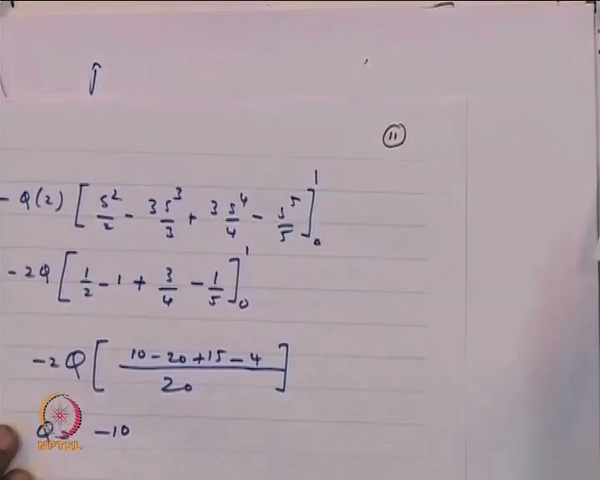 11
- Q(2) [ s²/2 - 3s³/3 + 3s⁴/4 - s⁵/5 ]₀¹
- 2Q [ 1/2 - 1 + 3/4 - 1/5 ]₀¹
- 2Q [ (10 - 20 + 15 - 4)/20 ]
Q = -10
NPTEL